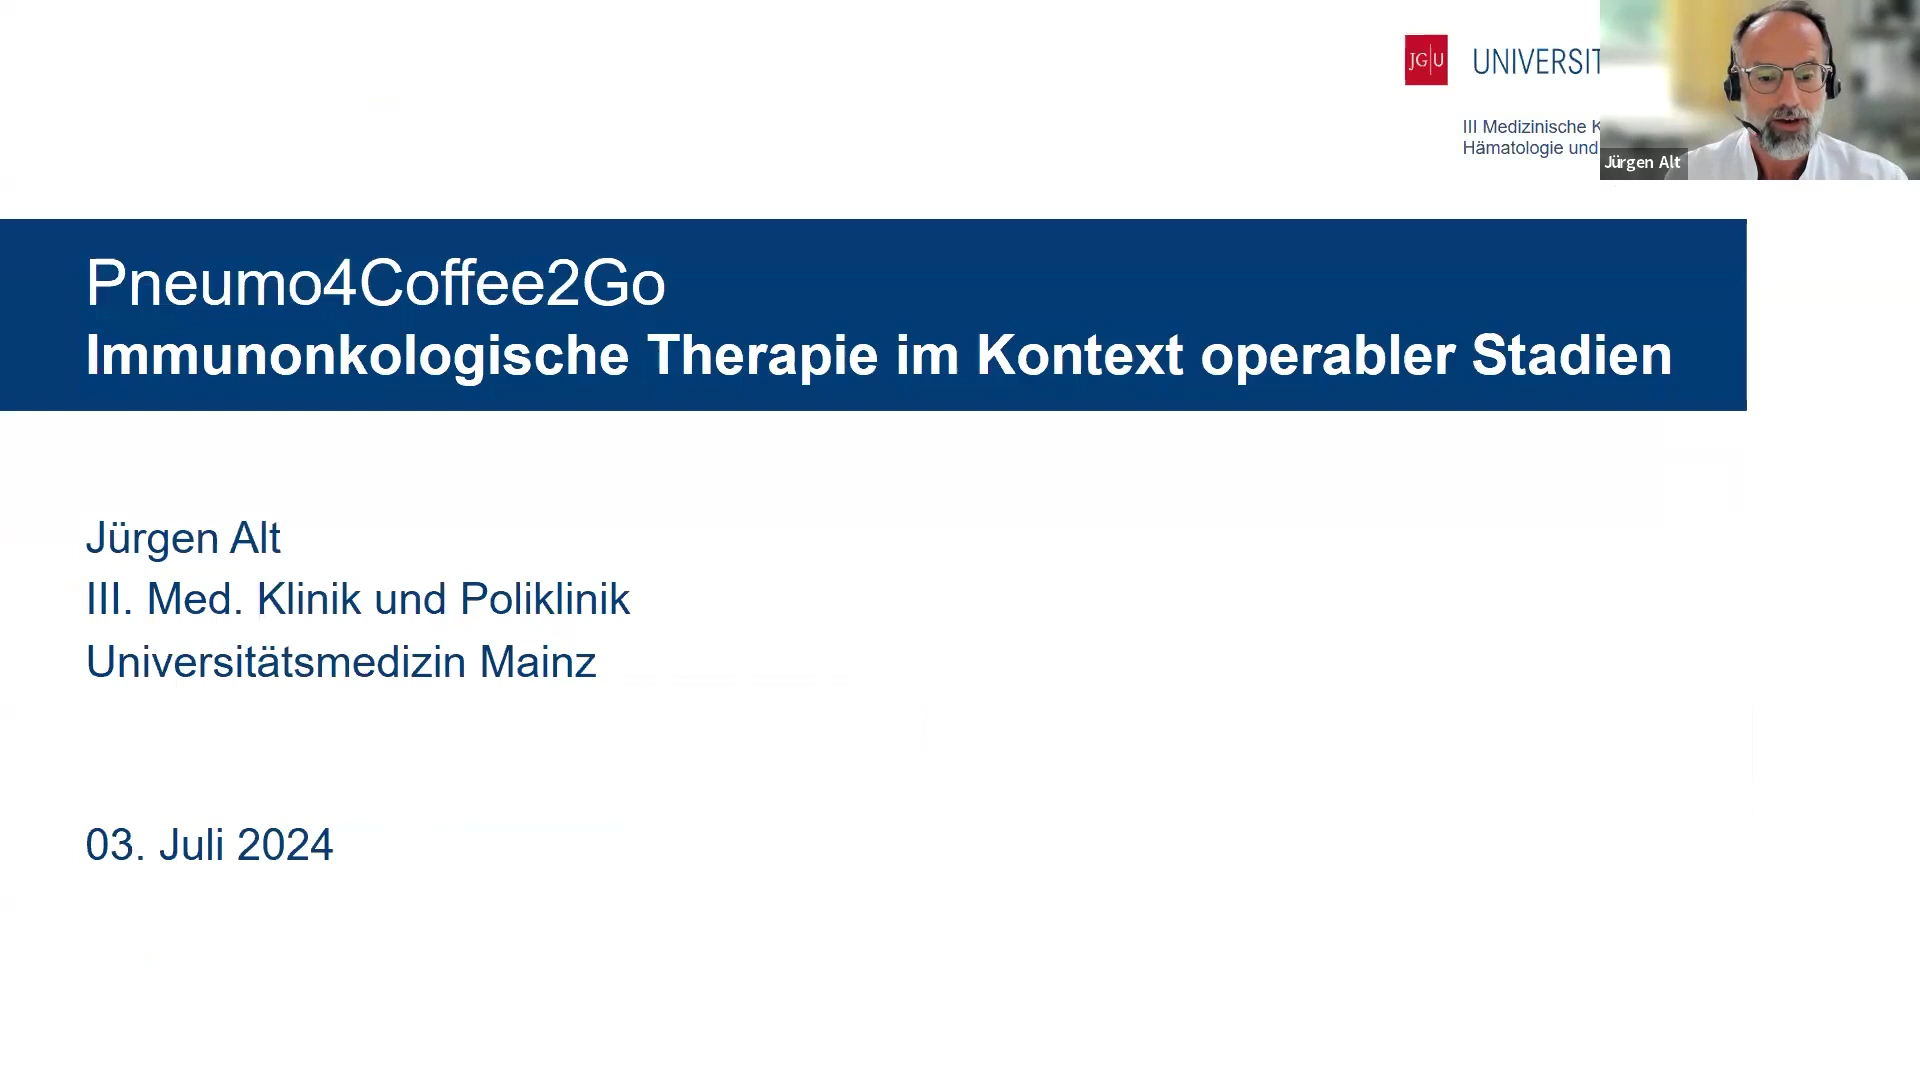 JG|U UNIVERSIT
III Medizinische K
Hämatologie und
Jürgen Alt
Pneumo4Coffee2Go
Immunonkologische Therapie im Kontext operabler Stadien
Jürgen Alt
III. Med. Klinik und Poliklinik
Universitätsmedizin Mainz
03. Juli 2024